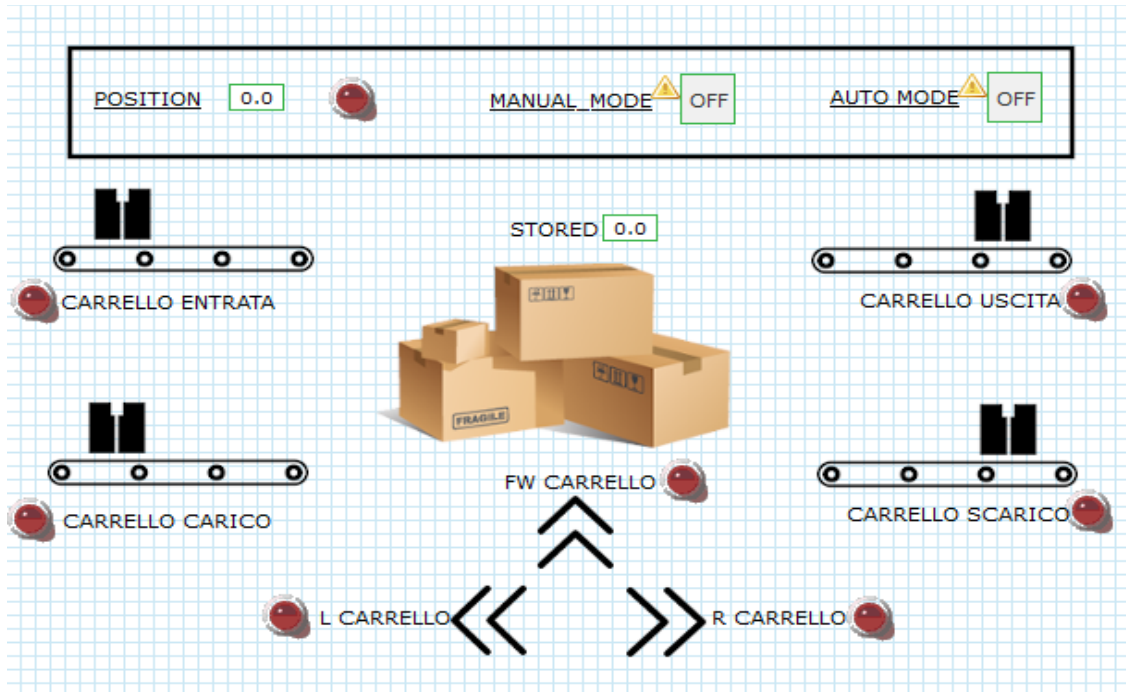 POSITION 0.0 MANUAL_MODE OFF AUTO MODE OFF
STORED 0.0
CARRELLO ENTRATA
CARRELLO USCITA
FRAGILE
FW CARRELLO
CARRELLO CARICO
CARRELLO SCARICO
L CARRELLO
R CARRELLO